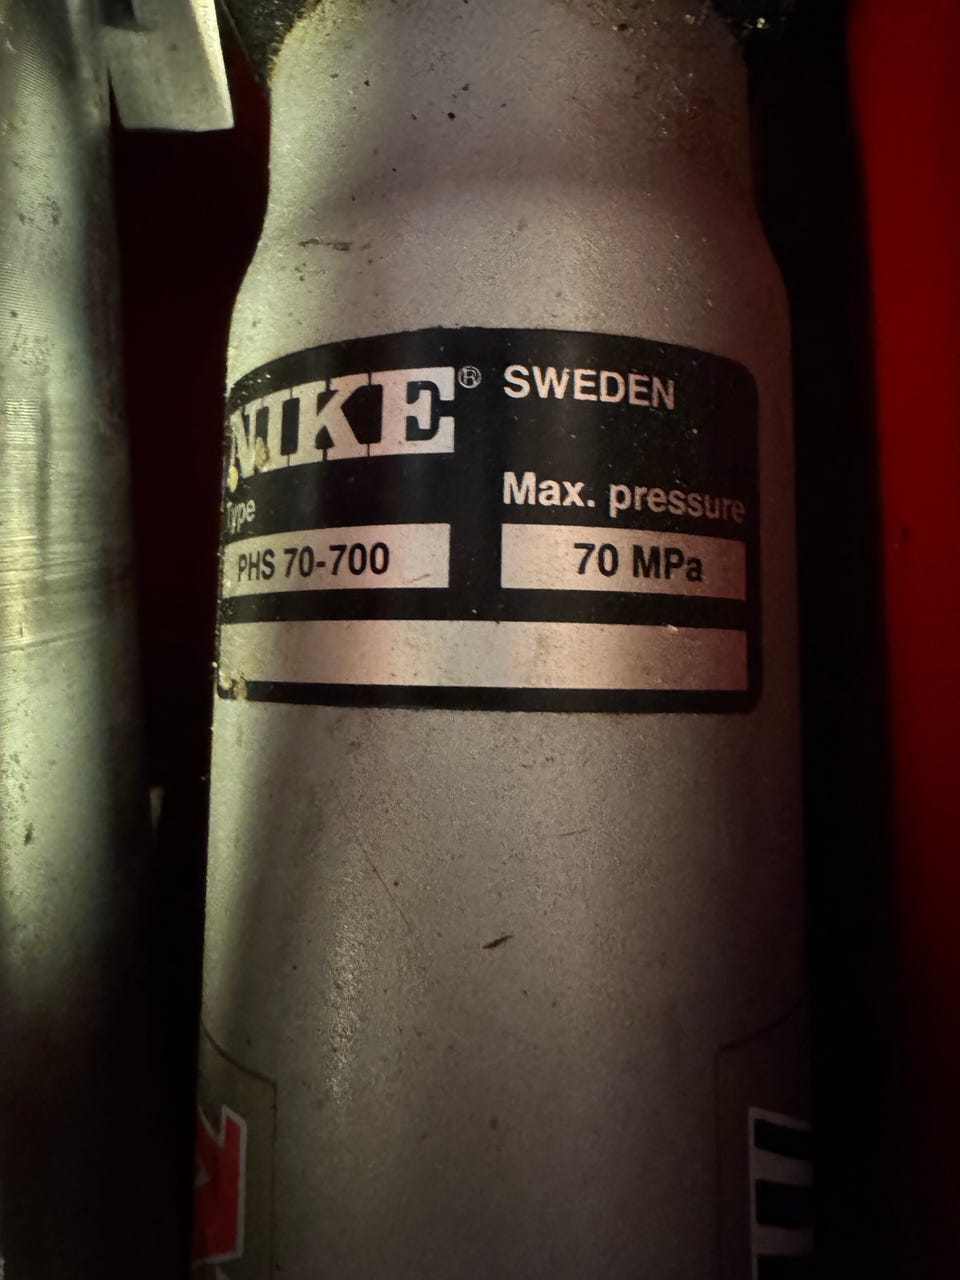 NIKE® SWEDEN
Type Max. pressure
PHS 70-700 70 MPa